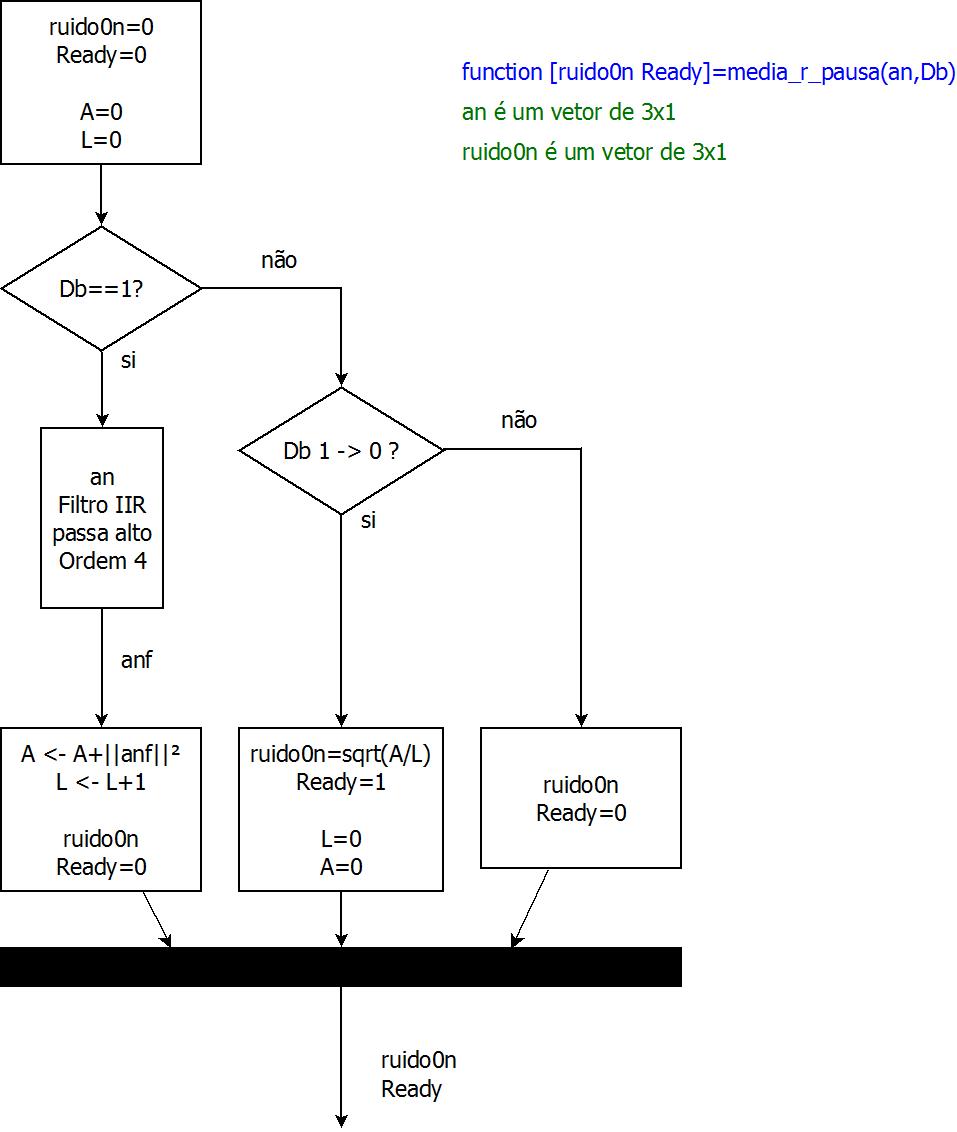 ruido0n=0
Ready=0
A=0
L=0
function [ruido0n Ready]=media_r_pausa(an,Db)
an é um vetor de 3x1
ruido0n é um vetor de 3x1
Db==1?
não
si
Db 1 -> 0 ?
não
si
an
Filtro IIR
passa alto
Ordem 4
anf
A <- A+||anf||²
L <- L+1
ruido0n
Ready=0
ruido0n=sqrt(A/L)
Ready=1
L=0
A=0
ruido0n
Ready=0
ruido0n
Ready